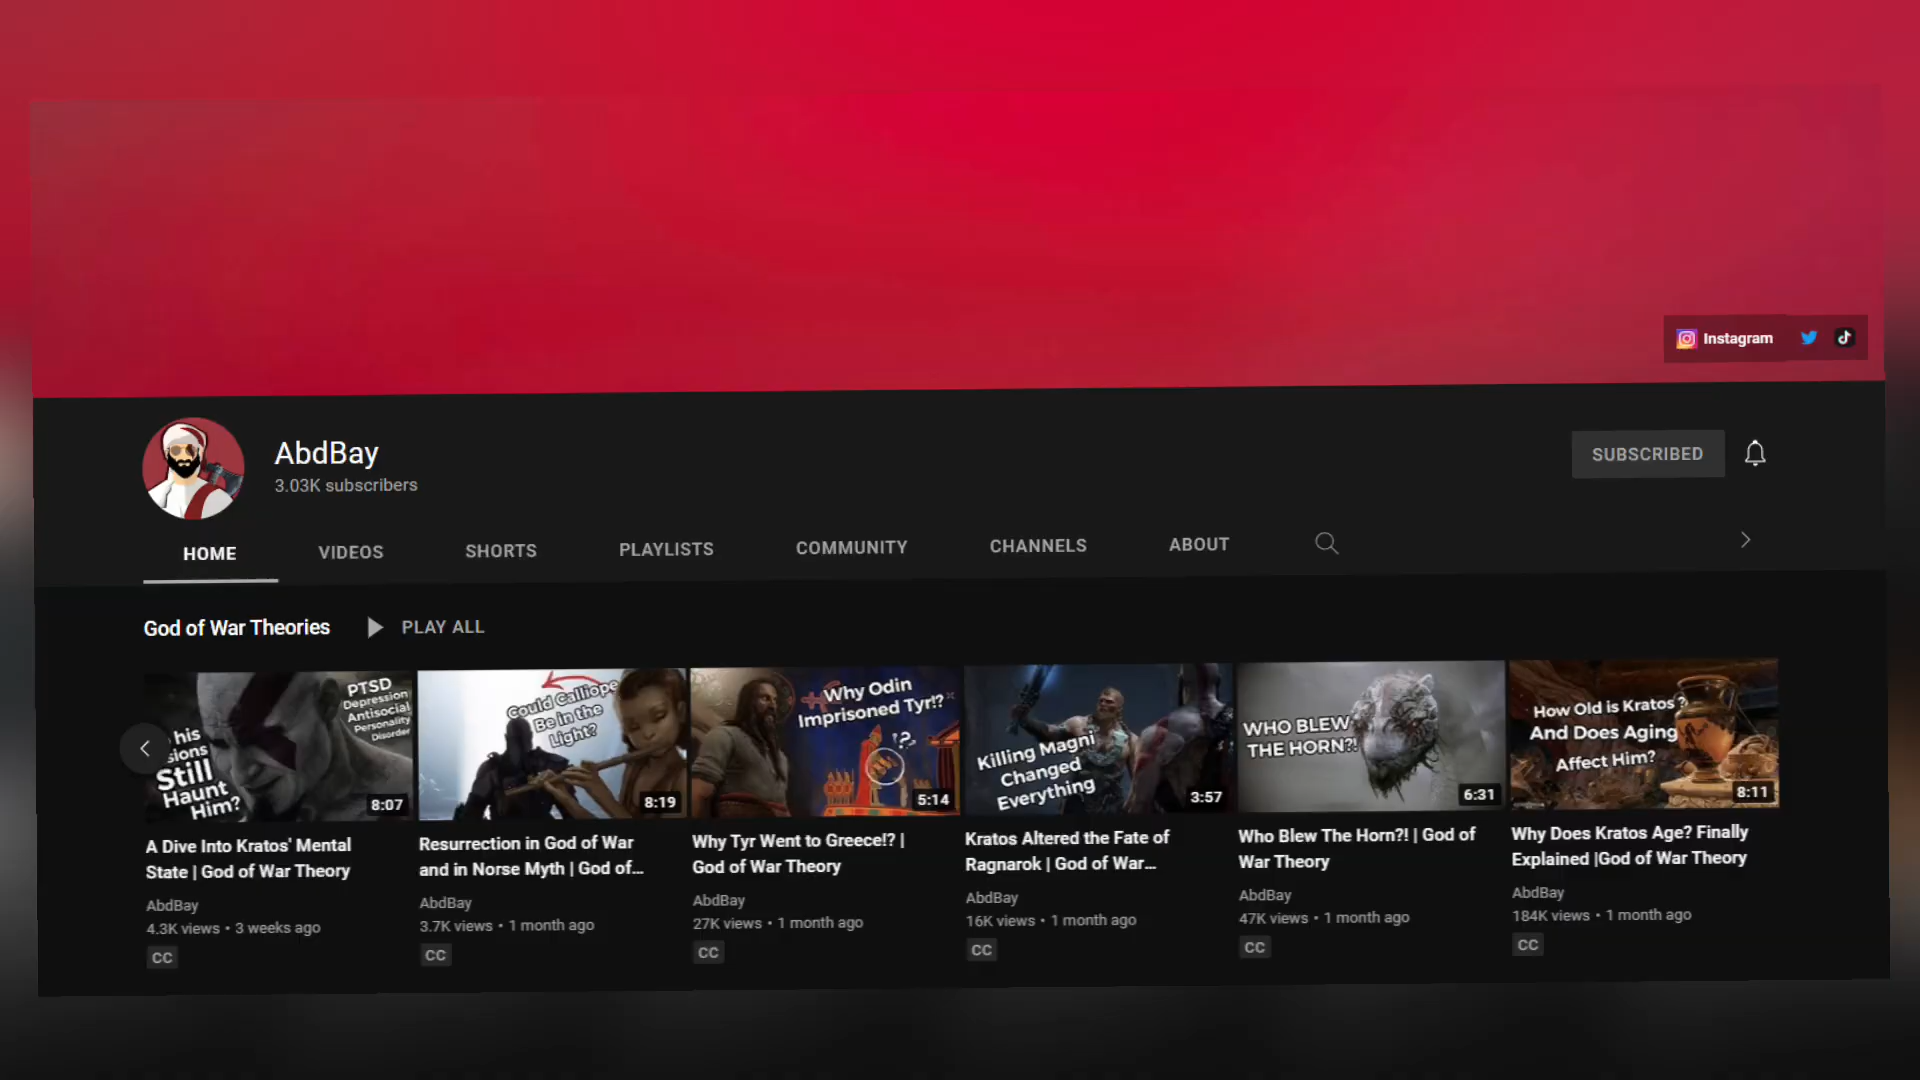 Instagram
AbdBay
3.03K subscribers
SUBSCRIBED
HOME
VIDEOS
SHORTS
PLAYLISTS
COMMUNITY
CHANNELS
ABOUT
God of War Theories
PLAY ALL
PTSD
Depression
Antisocial
Personality
Disorder
his
sions
Still
Haunt
Him?
8:07
A Dive Into Kratos' Mental
State | God of War Theory
AbdBay
4.3K views • 3 weeks ago
CC
Could Calliope
Be in the
Light?
8:19
Resurrection in God of War
and in Norse Myth | God of...
AbdBay
3.7K views • 1 month ago
CC
Why Odin
Imprisoned Tyr!?
!?
5:14
Why Tyr Went to Greece!? |
God of War Theory
AbdBay
27K views • 1 month ago
CC
Killing Magni
Changed
Everything
3:57
Kratos Altered the Fate of
Ragnarok | God of War...
AbdBay
16K views • 1 month ago
CC
WHO BLEW
THE HORN?!
6:31
Who Blew The Horn?! | God of
War Theory
AbdBay
47K views • 1 month ago
CC
How Old is Kratos?
And Does Aging
Affect Him?
8:11
Why Does Kratos Age? Finally
Explained |God of War Theory
AbdBay
184K views • 1 month ago
CC